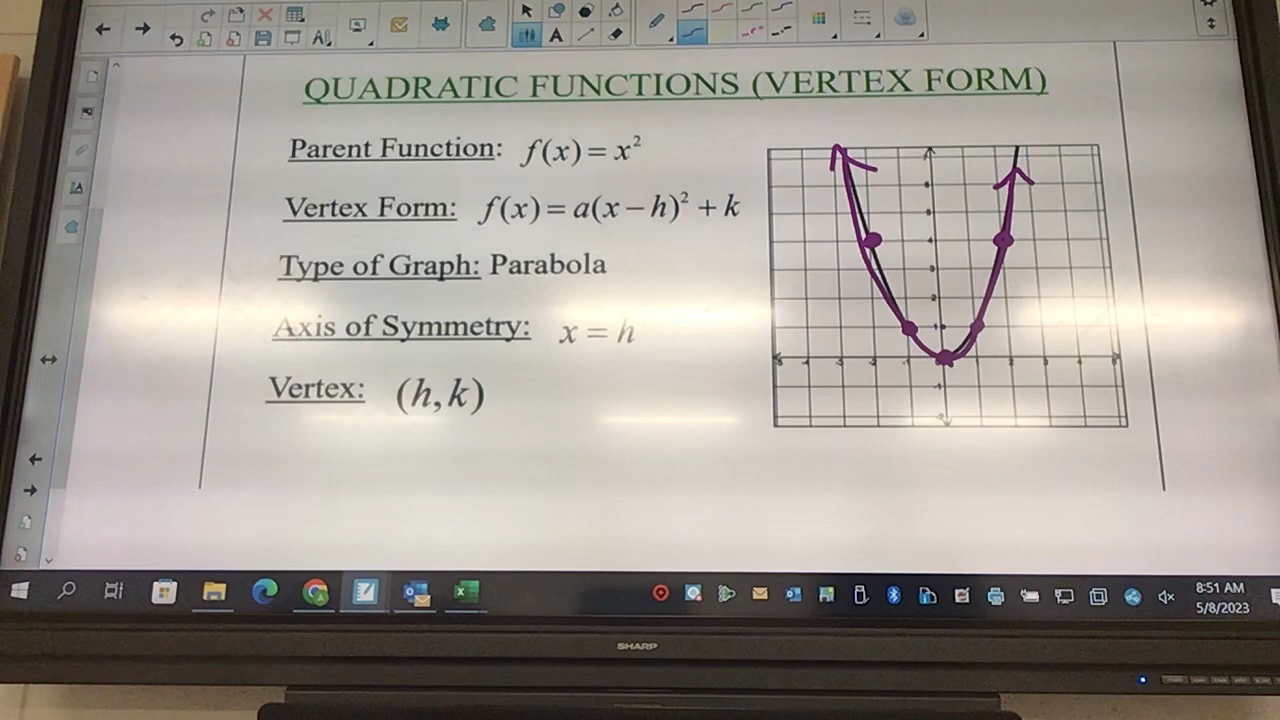 QUADRATIC FUNCTIONS (VERTEX FORM)
Parent Function: f(x) = x²
Vertex Form: f(x) = a(x − h)² + k
Type of Graph: Parabola
Axis of Symmetry: x = h
Vertex: (h, k)
8:51 AM
5/8/2023
SHARP